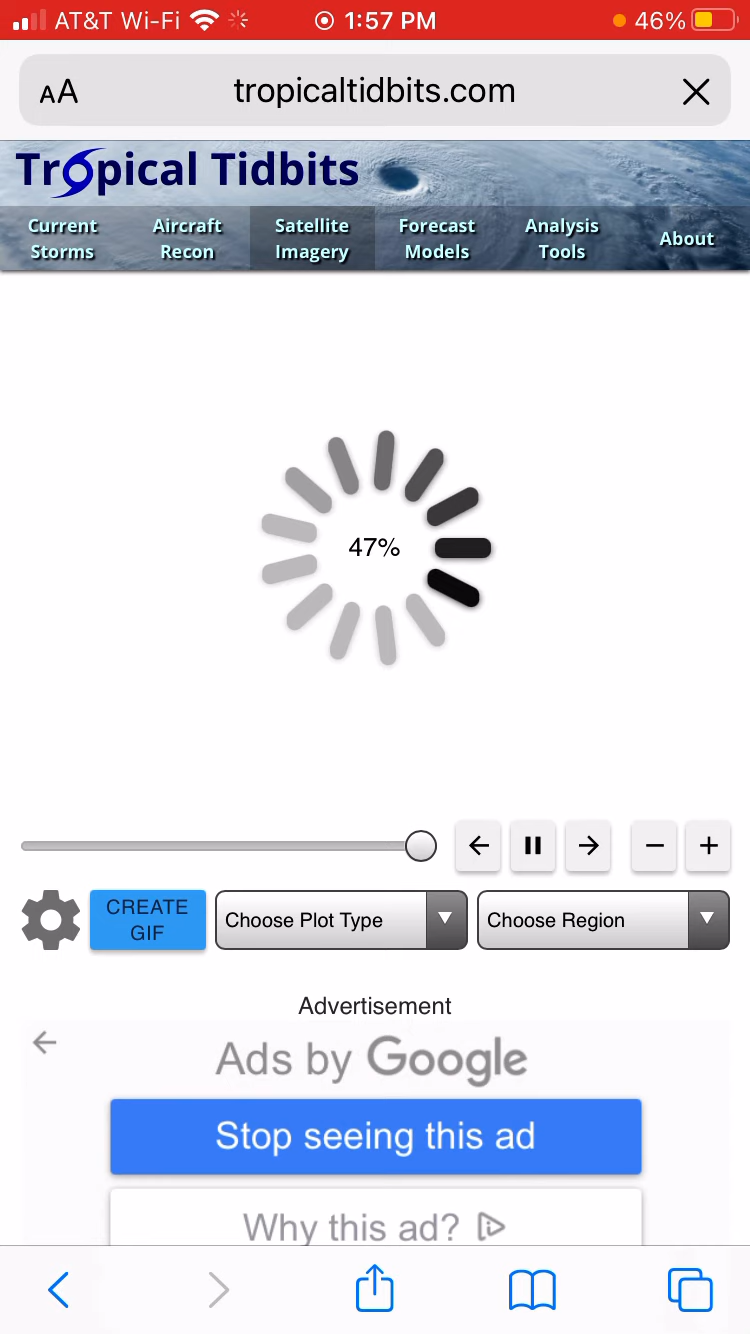 AT&T Wi-Fi 1:57 PM 46%
AA tropicaltidbits.com
Tropical Tidbits
Current Storms
Aircraft Recon
Satellite Imagery
Forecast Models
Analysis Tools
About
47%
CREATE GIF
Choose Plot Type
Choose Region
Advertisement
Ads by Google
Stop seeing this ad
Why this ad?